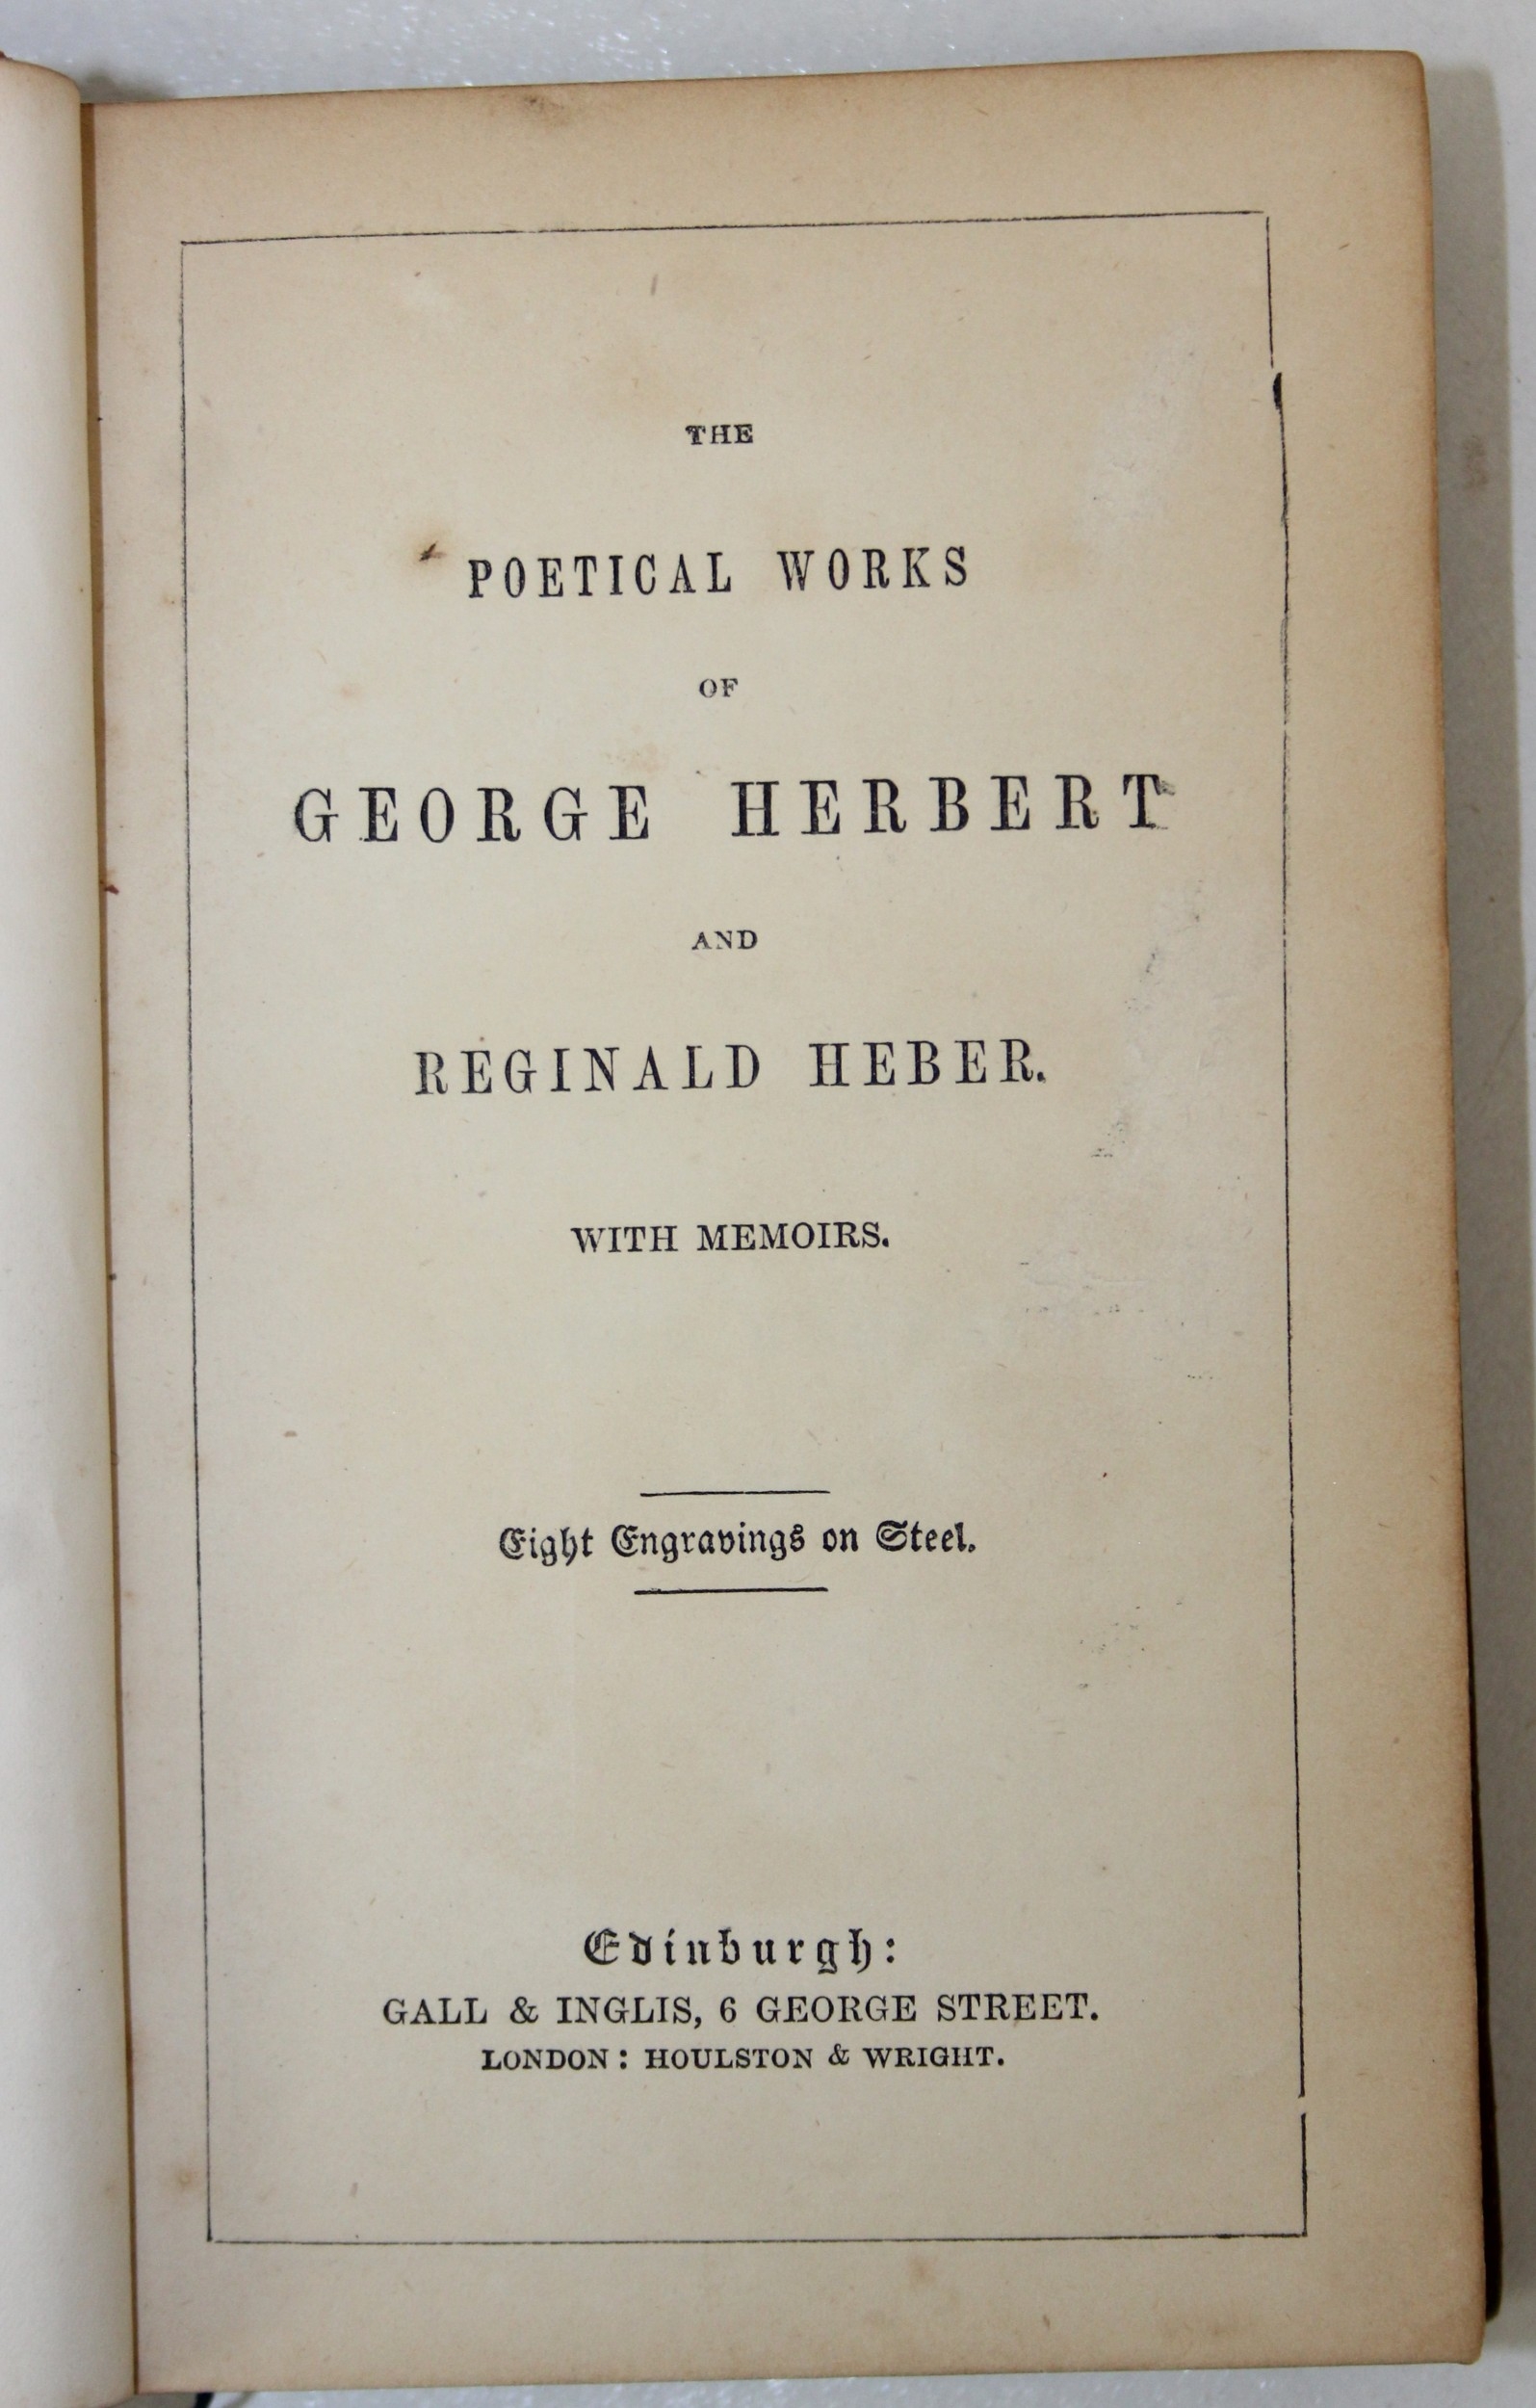 THE
POETICAL WORKS
OF
GEORGE HERBERT
AND
REGINALD HEBER.
WITH MEMOIRS.
Eight Engravings on Steel.
Edinburgh:
GALL & INGLIS, 6 GEORGE STREET.
LONDON: HOULSTON & WRIGHT.